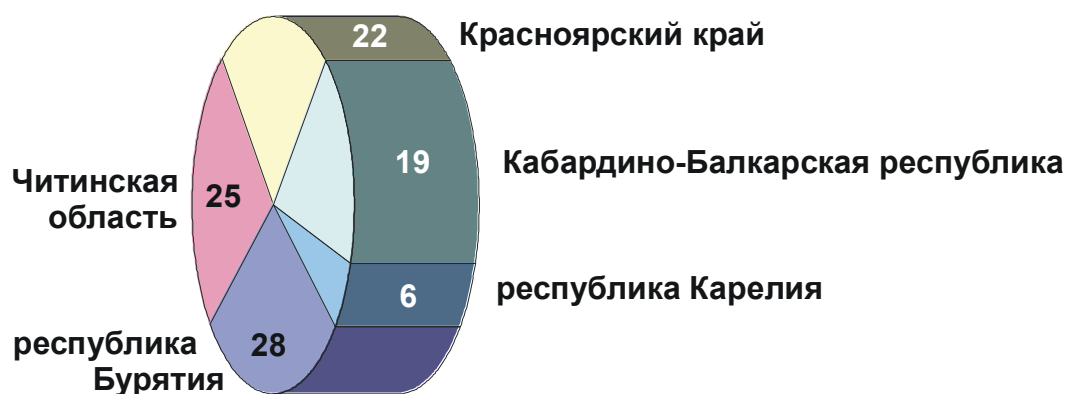 22 Красноярский край
19 Кабардино-Балкарская республика
Читинская
область
25
6 республика Карелия
республика
Бурятия
28